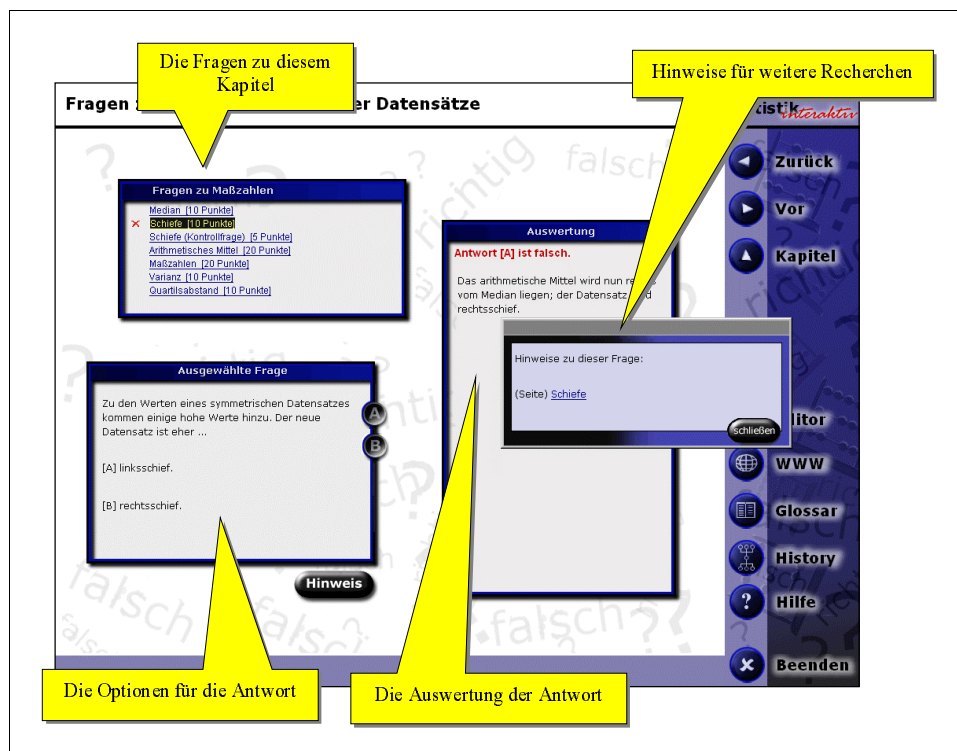 Die Fragen zu diesem
Kapitel
Hinweise für weitere Recherchen
Fragen
er Datensätze
interaktiv
Zurück
Vor
Kapitel
WWW
Glossar
History
Hilfe
Beenden
Fragen zu Maßzahlen
Median [10 Punkte]
Schiefe [10 Punkte]
Schiefe (Kontrollfrage) [5 Punkte]
Arithmetisches Mittel [20 Punkte]
Maßzahlen [20 Punkte]
Varianz [10 Punkte]
Quartilsabstand [10 Punkte]
Auswertung
Antwort [A] ist falsch.
Das arithmetische Mittel wird nun
vom Median liegen; der Datensatz
rechtsschief.
Hinweise zu dieser Frage:
(Seite) Schiefe
schließen
Ausgewählte Frage
Zu den Werten eines symmetrischen Datensatzes
kommen einige hohe Werte hinzu. Der neue
Datensatz ist eher ...
[A] linksschief.
[B] rechtsschief.
A
B
Hinweis
Die Optionen für die Antwort
Die Auswertung der Antwort
falsch
richtig
falsch
falsch
falsch